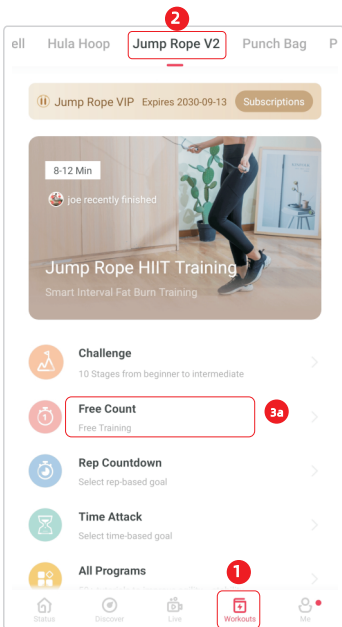 2
ell Hula Hoop Jump Rope V2 Punch Bag P
Jump Rope VIP Expires 2030-09-13 Subscriptions
8-12 Min
joe recently finished
Jump Rope HIIT Training
Smart Interval Fat Burn Training
Challenge
10 Stages from beginner to intermediate
Free Count
3a
Free Training
Rep Countdown
Select rep-based goal
Time Attack
Select time-based goal
All Programs
1
Status Discover Live Workouts Me